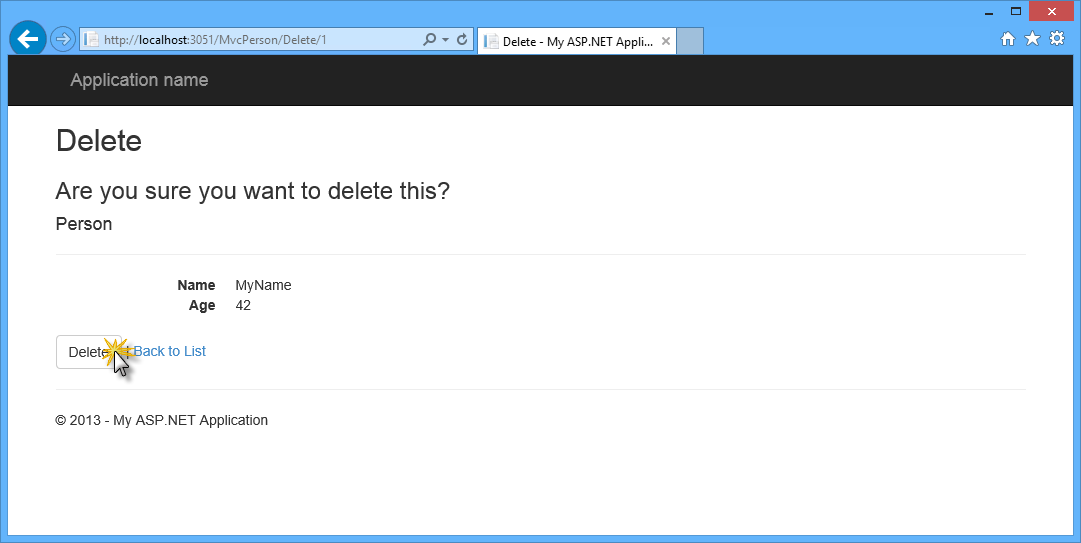 http://localhost:3051/MvcPerson/Delete/1
Delete - My ASP.NET Appli...
Application name
Delete
Are you sure you want to delete this?
Person
Name MyName
Age 42
Delete | Back to List
© 2013 - My ASP.NET Application